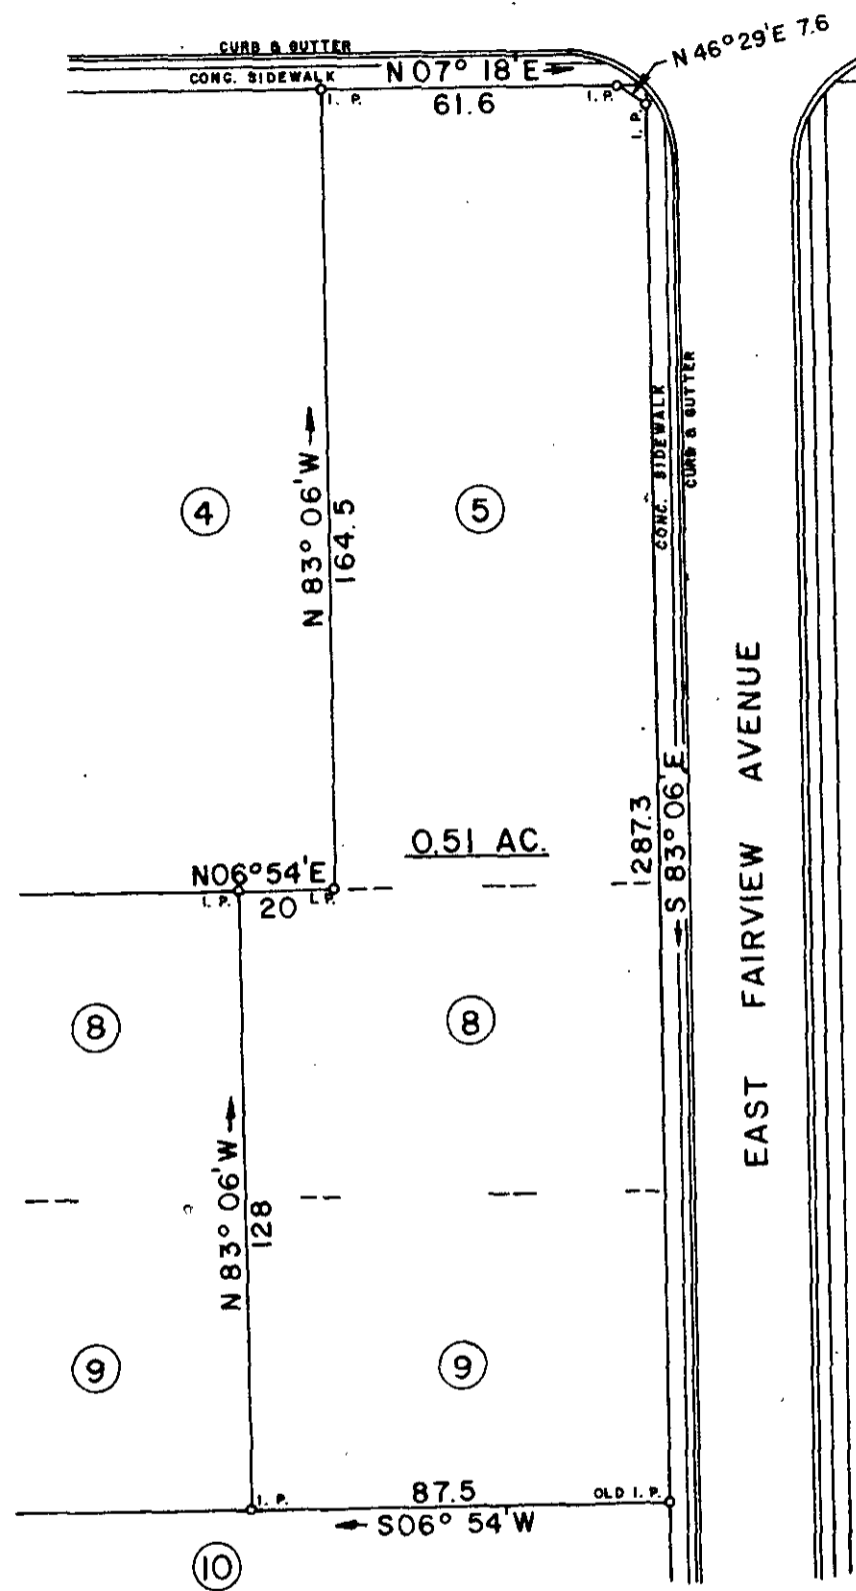 CURB & GUTTER
CONC. SIDEWALK
N 07° 18' E
N 46° 29' E 7.6
I. P.
61.6
I. P.
I. P.
CONC. SIDEWALK
CURB & GUTTER
N 83° 06' W
164.5
4
5
EAST FAIRVIEW AVENUE
287.3
S 83° 06' E
0.51 AC.
N06° 54' E
I. P.
20
I. P.
8
8
N 83° 06' W
128
9
9
I. P.
87.5
OLD I. P.
S06° 54' W
10